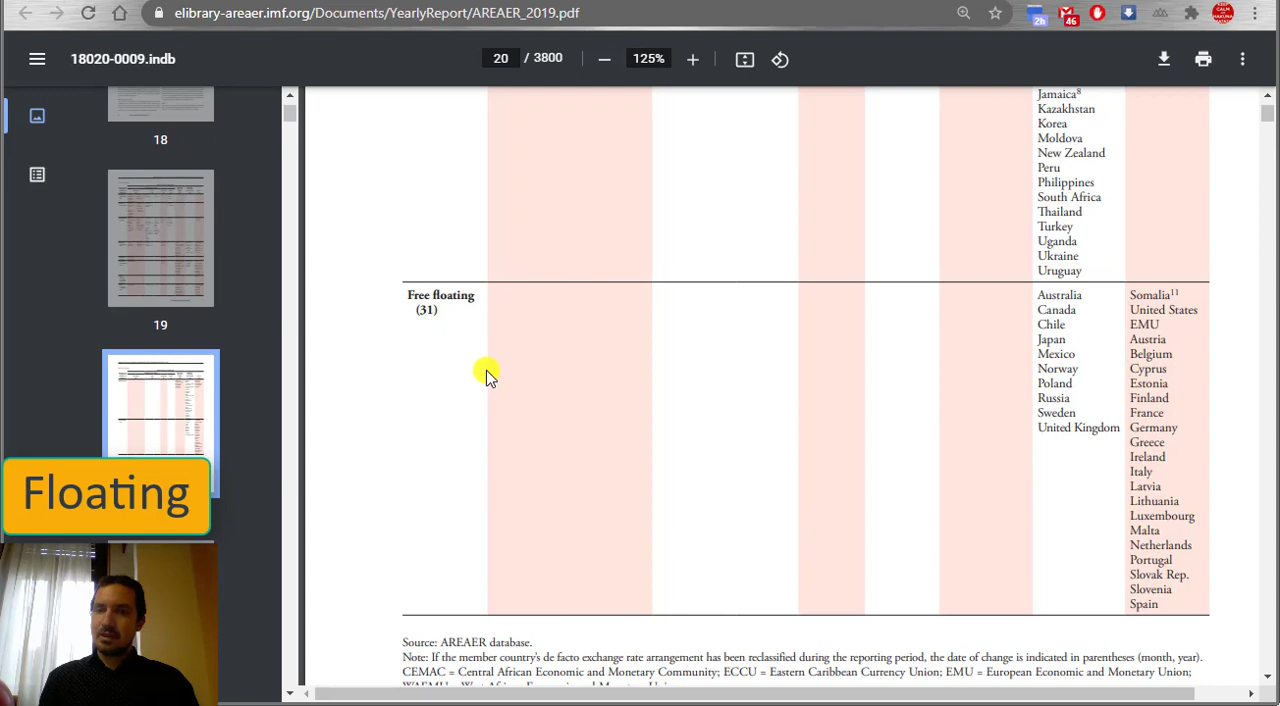 elibrary-areaer.imf.org/Documents/YearlyReport/AREAER_2019.pdf
2h
46
18020-0009.indb
20 / 3800
125%
18
19
Floating
Jamaica8
Kazakhstan
Korea
Moldova
New Zealand
Peru
Philippines
South Africa
Thailand
Turkey
Uganda
Ukraine
Uruguay
Free floating
(31)
Australia
Canada
Chile
Japan
Mexico
Norway
Poland
Russia
Sweden
United Kingdom
Somalia11
United States
EMU
Austria
Belgium
Cyprus
Estonia
Finland
France
Germany
Greece
Ireland
Italy
Latvia
Lithuania
Luxembourg
Malta
Netherlands
Portugal
Slovak Rep.
Slovenia
Spain
Source: AREAER database.
Note: If the member country's de facto exchange rate arrangement has been reclassified during the reporting period, the date of change is indicated in parentheses (month, year).
CEMAC = Central African Economic and Monetary Community; ECCU = Eastern Caribbean Currency Union; EMU = European Economic and Monetary Union;